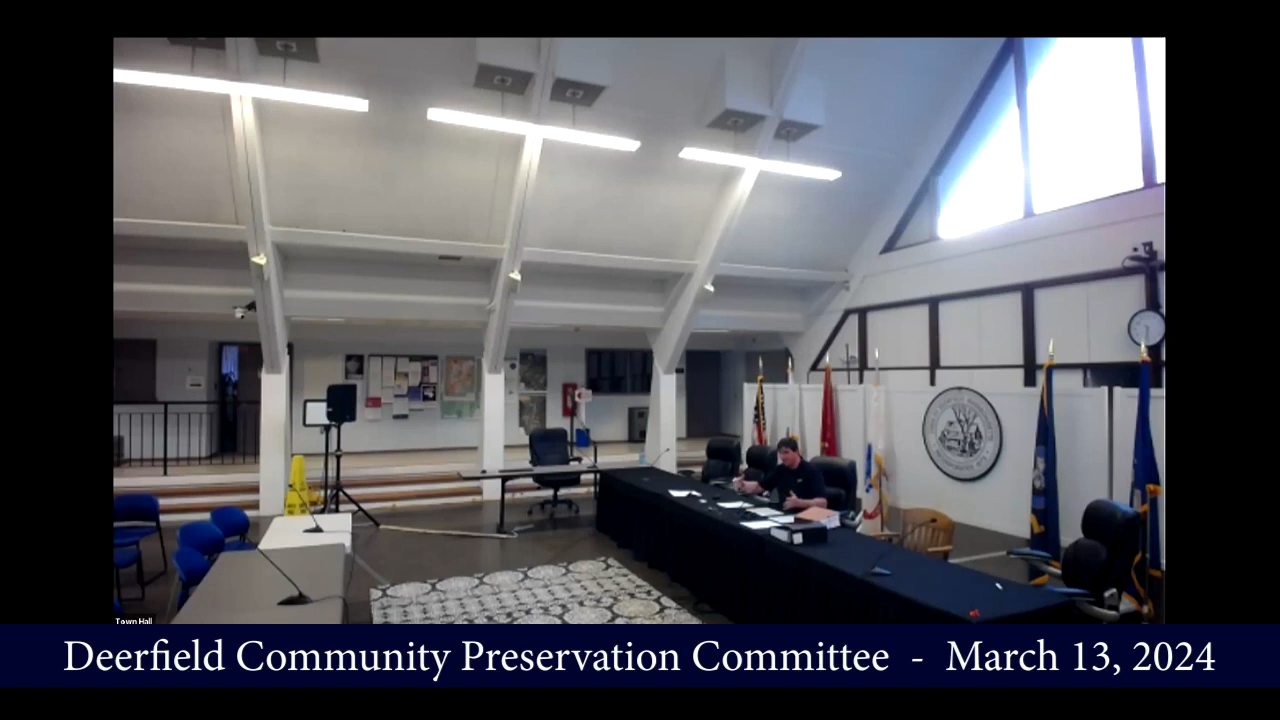 Town Hall
Deerfield Community Preservation Committee - March 13, 2024